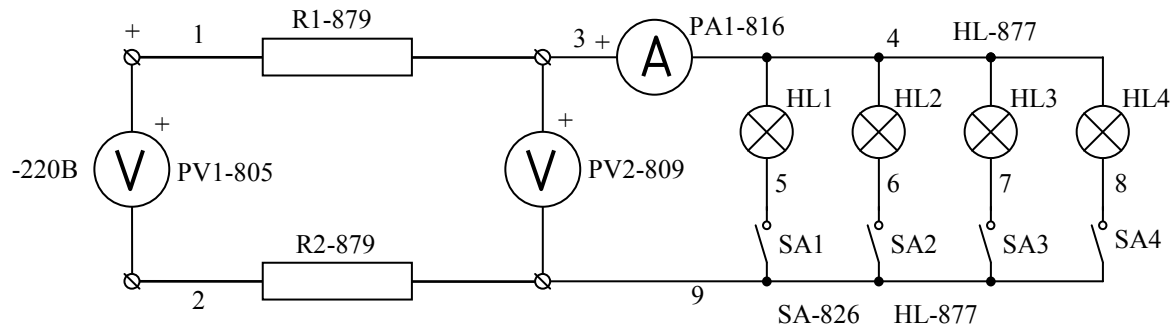 R1-879
+
1
3
+
PA1-816
4
HL-877
A
HL1
HL2
HL3
HL4
+
+
-220В
V
PV1-805
V
PV2-809
5
6
7
8
R2-879
SA1
SA2
SA3
SA4
2
9
SA-826
HL-877